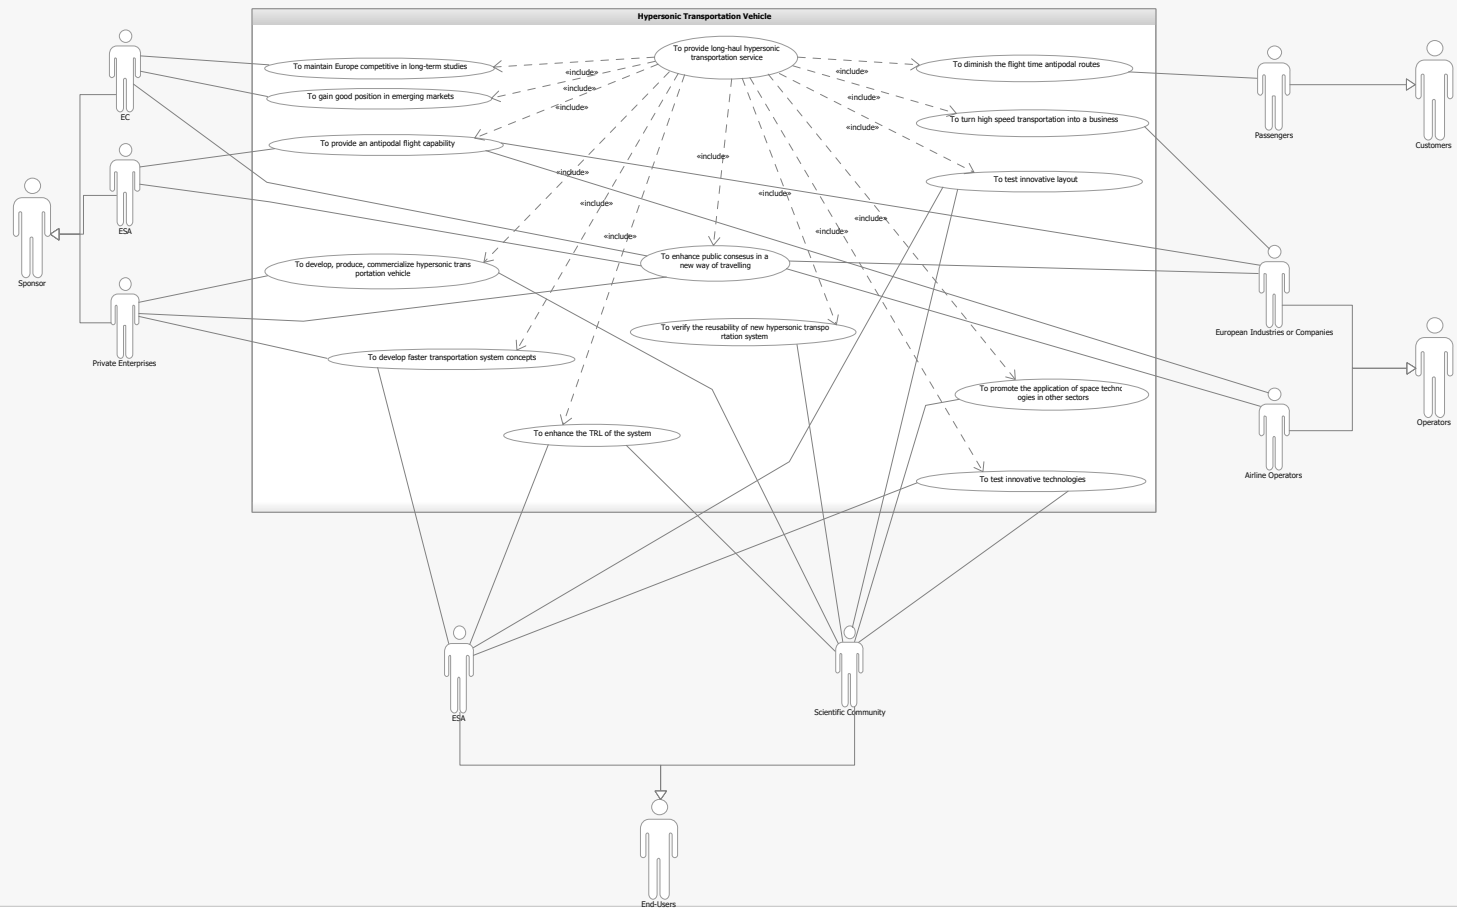 Hypersonic Transportation Vehicle
To provide long-haul hypersonic
transportation service
To maintain Europe competitive in long-term studies
To gain good position in emerging markets
To provide an antipodal flight capability
To develop, produce, commercialize hypersonic trans
portation vehicle
To develop faster transportation system concepts
To enhance the TRL of the system
To enhance public consesus in a
new way of travelling
To verify the reusability of new hypersonic transpo
rtation system
To diminish the flight time antipodal routes
To turn high speed transportation into a business
To test innovative layout
To promote the application of space techno
ogies in other sectors
To test innovative technologies
«include»
«include»
«include»
«include»
«include»
«include»
«include»
«include»
«include»
«include»
«include»
«include»
«include»
EC
ESA
Sponsor
Private Enterprises
Passengers
Customers
European Industries or Companies
Operators
Airline Operators
ESA
Scientific Community
End-Users